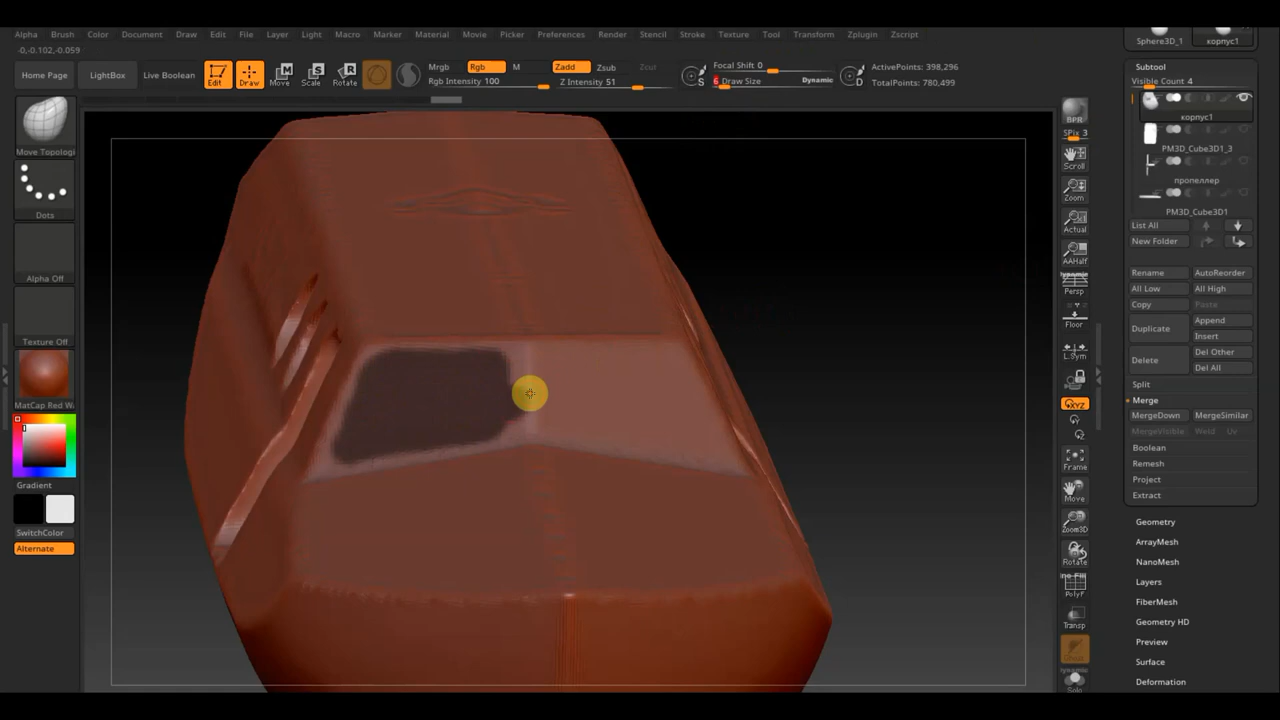 Alpha Brush Color Document Draw Edit File Layer Light Macro Marker Material Movie Picker Preferences Render Stencil Stroke Texture Tool Transform Zplugin Zscript
-0,-0.102,-0.059
Home Page LightBox Live Boolean Edit Draw Move Scale Rotate
Mrgb Rgb M Zadd Zsub Zcut
Rgb Intensity 100 Z Intensity 51
S Focal Shift 0
6 Draw Size Dynamic D
ActivePoints: 398,296
TotalPoints: 780,499
Move Topologi
Dots
Alpha Off
Texture Off
MatCap Red W
Gradient
SwitchColor
Alternate
BPR
SPix 3
Scroll
Zoom
Actual
AAHalf
dynamic
Persp
Floor
L.Sym
XYZ
Y
Z
Frame
Move
Zoom3D
Rotate
PolyF
Transp
Ghost
Dynamic
Solo
Sphere3D_1 корпус1
Subtool
Visible Count 4
корпус1
PM3D_Cube3D1_3
пропеллер
PM3D_Cube3D1
List All
New Folder
Rename AutoReorder
All Low All High
Copy Paste
Duplicate Append
Insert
Delete Del Other
Del All
Split
Merge
MergeDown MergeSimilar
MergeVisible Weld Uv
Boolean
Remesh
Project
Extract
Geometry
ArrayMesh
NanoMesh
Layers
FiberMesh
Geometry HD
Preview
Surface
Deformation